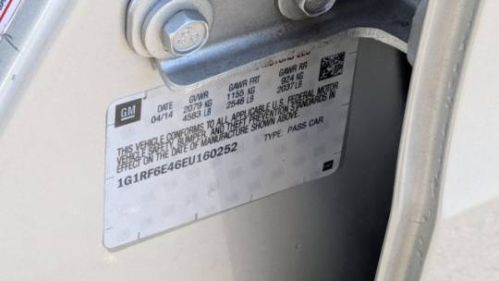 GM
DATE GVWR GAWR FRT GAWR RR
04/14 2079 KG 1155 KG 924 KG
4583 LB 2546 LB 2037 LB
THIS VEHICLE CONFORMS TO ALL APPLICABLE U.S. FEDERAL MOTOR
VEHICLE SAFETY, BUMPER, AND THEFT PREVENTION STANDARDS IN
EFFECT ON THE DATE OF MANUFACTURE SHOWN ABOVE.
1G1RF6E46EU160252 TYPE: PASS CAR